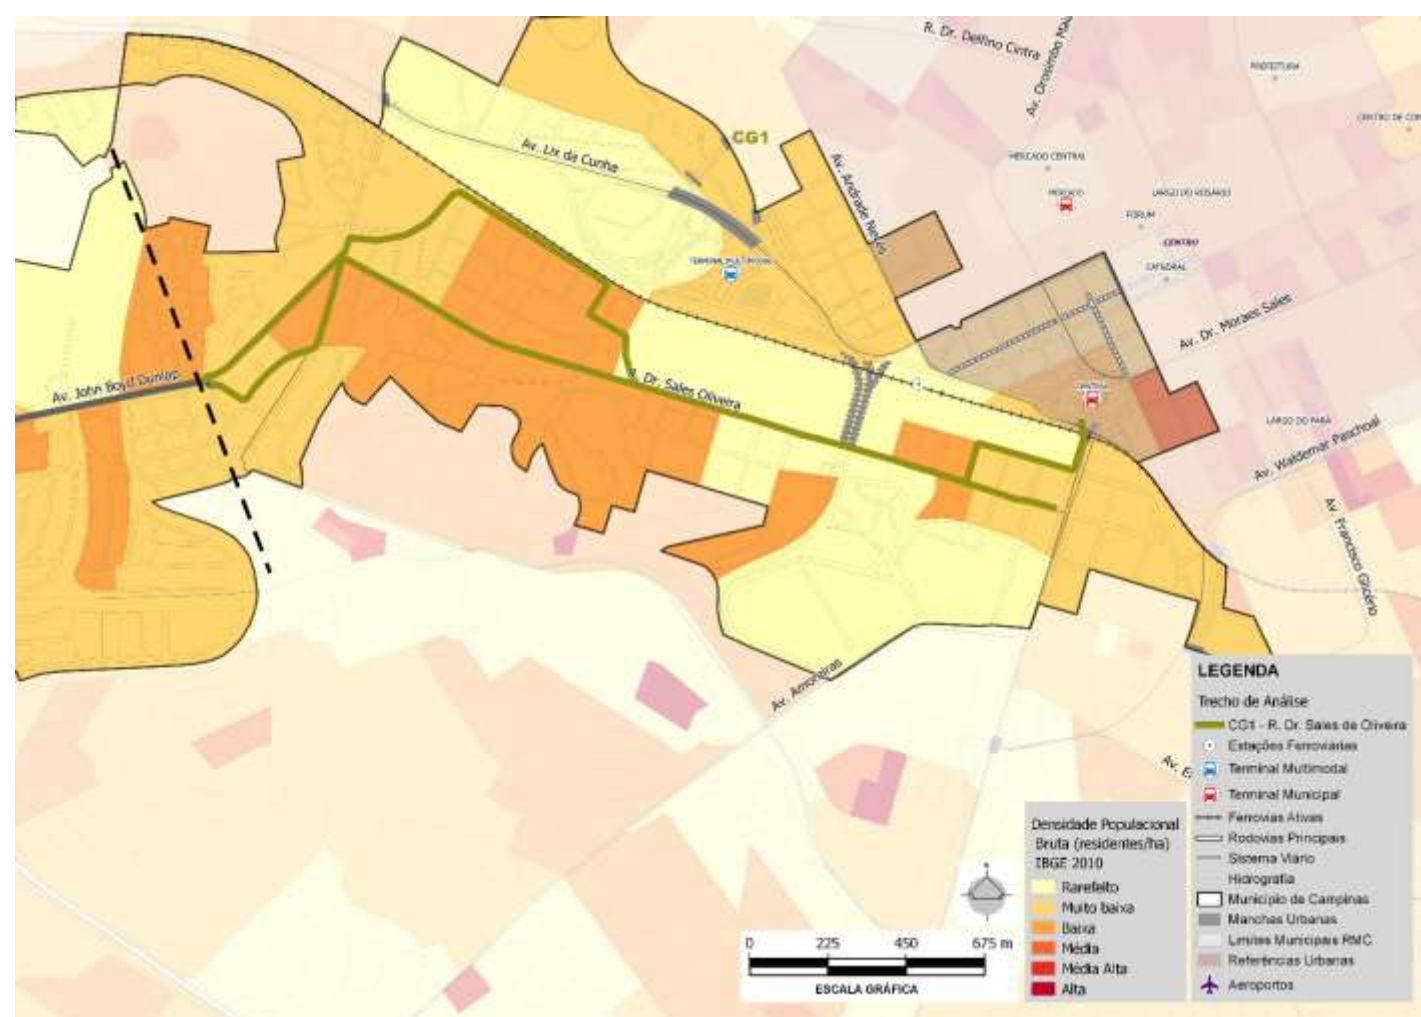 R. Dr. Delfino Cintra
PREFEITURA
Av. Lix da Cunha
CG1
Av. Andrade Neves
MERCADO CENTRAL
MERCADO
LARGO DO ROSÁRIO
FÓRUM
CENTRO
CATEDRAL
TERMINAL MULTIMODAL
Av. Dr. Moraes Sales
Av. John Boyd Dunlop
R. Dr. Sales Oliveira
CENTRAL
LARGO DO PARÁ
Av. Waldemar Paschoal
Av. Francisco Glicério
Av. Amoreiras
LEGENDA
Trecho de Análise
CG1 - R. Dr. Sales de Oliveira
Estações Ferroviárias
Terminal Multimodal
Terminal Municipal
Ferrovias Ativas
Rodovias Principais
Sistema Viário
Hidrografia
Município de Campinas
Manchas Urbanas
Limites Municipais RMC
Referências Urbanas
Aeroportos
Densidade Populacional
Bruta (residentes/ha)
IBGE 2010
Rarefeito
Muito baixa
Baixa
Média
Média Alta
Alta
0 225 450 675 m
ESCALA GRÁFICA